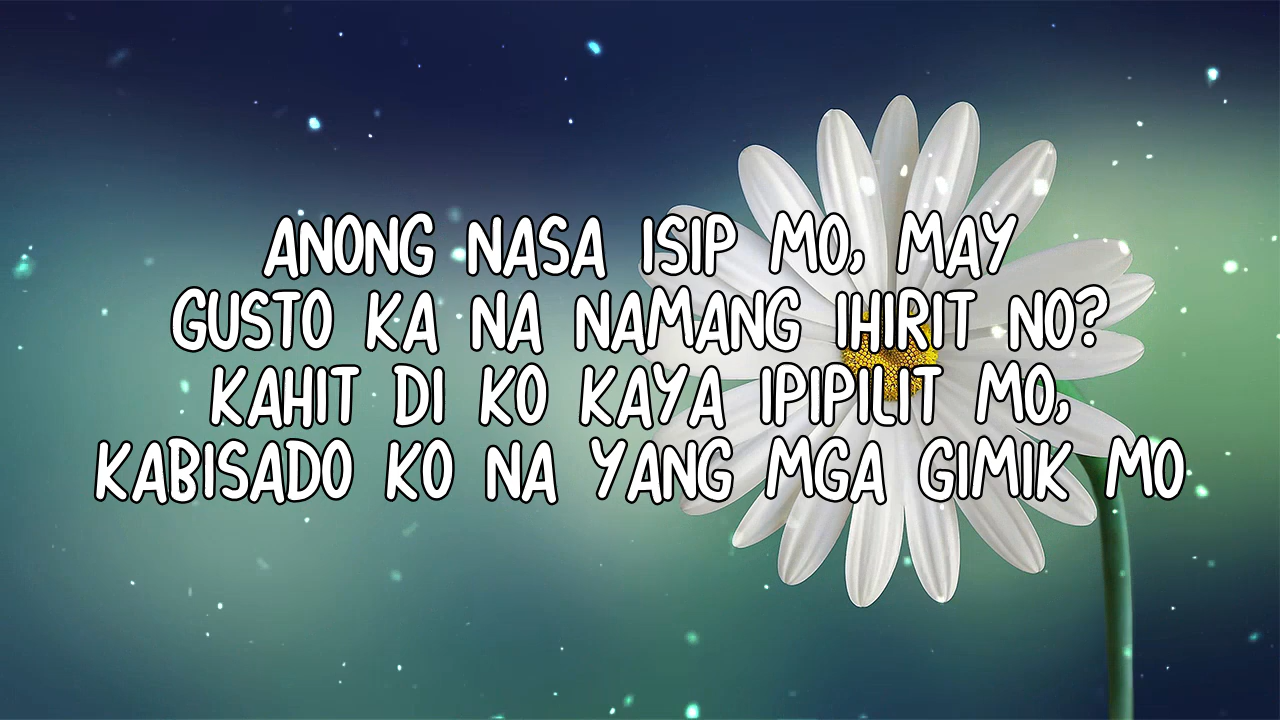 ANONG NASA ISIP MO, MAY
GUSTO KA NA NAMANG IHIRIT NO?
KAHIT DI KO KAYA IPIPILIT MO,
KABISADO KO NA YANG MGA GIMIK MO